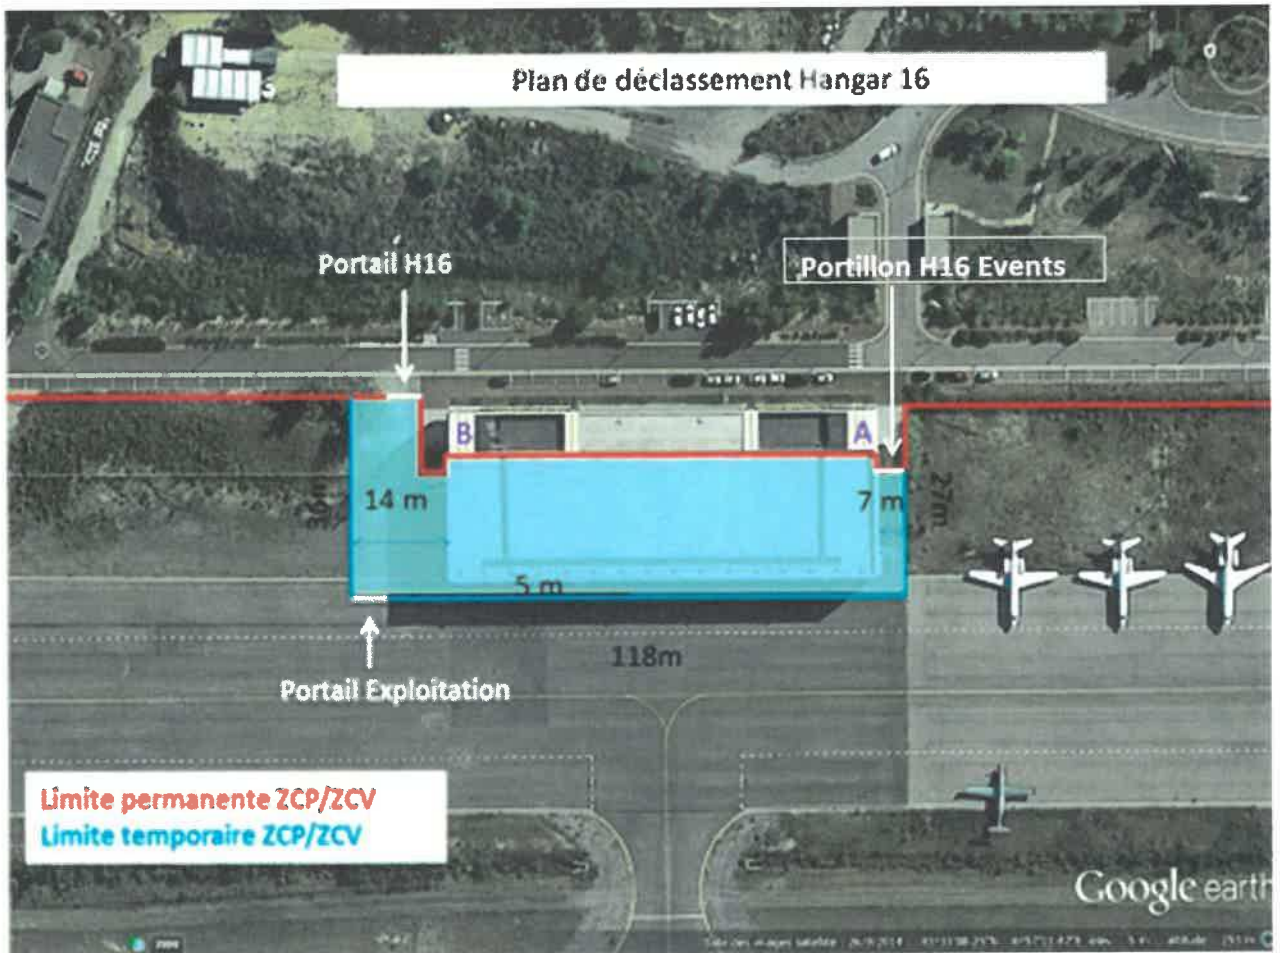 Plan de déclassement Hangar 16
Portail H16
Portillon H16 Events
B
A
14 m
7 m
27m
5 m
118m
Portail Exploitation
Limite permanente ZCP/ZCV
Limite temporaire ZCP/ZCV
Google earth